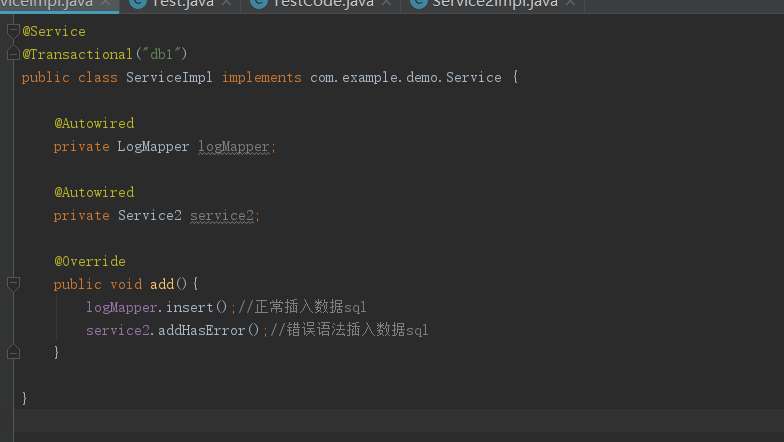 viceImpl.java × Test.java × TestCode.java × Service2Impl.java ×
@Service
@Transactional("db1")
public class ServiceImpl implements com.example.demo.Service {
@Autowired
private LogMapper logMapper;
@Autowired
private Service2 service2;
@Override
public void add(){
logMapper.insert();//正常插入数据sql
service2.addHasError();//错误语法插入数据sql
}
}